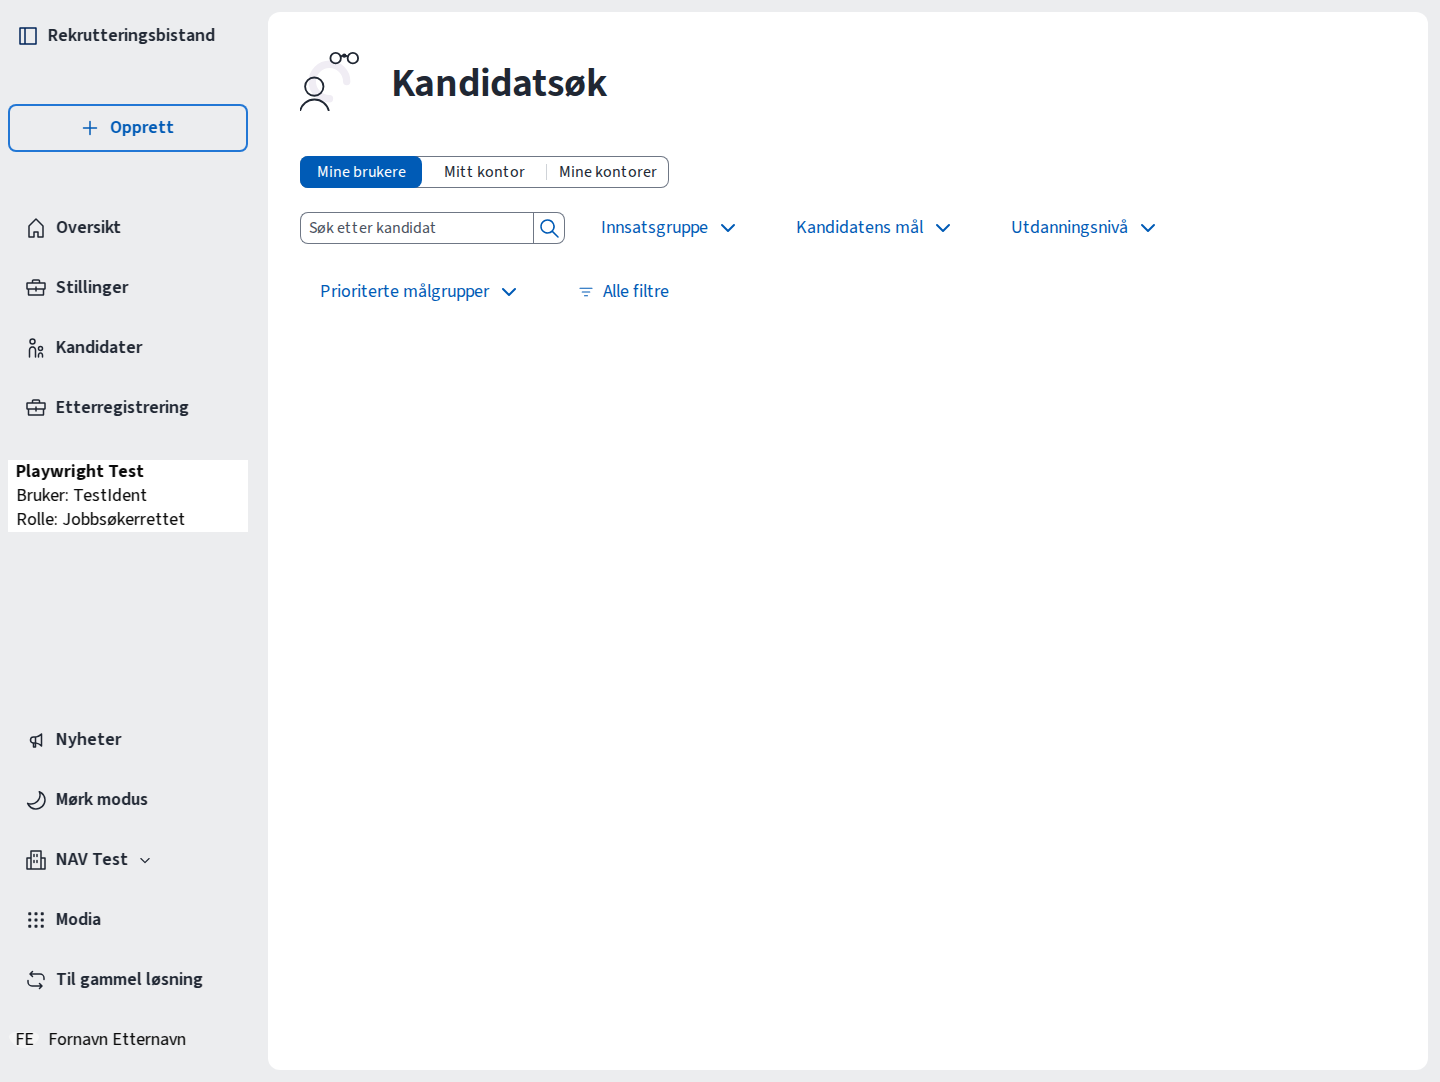 Rekrutteringsbistand
Opprett
Oversikt
Stillinger
Kandidater
Etterregistrering
Playwright Test
Bruker: TestIdent
Rolle: Jobbsøkerrettet
Nyheter
Mørk modus
NAV Test
Modia
Til gammel løsning
FE Fornavn Etternavn
Kandidatsøk
Mine brukere Mitt kontor Mine kontorer
Søk etter kandidat Innsatsgruppe Kandidatens mål Utdanningsnivå
Prioriterte målgrupper Alle filtre